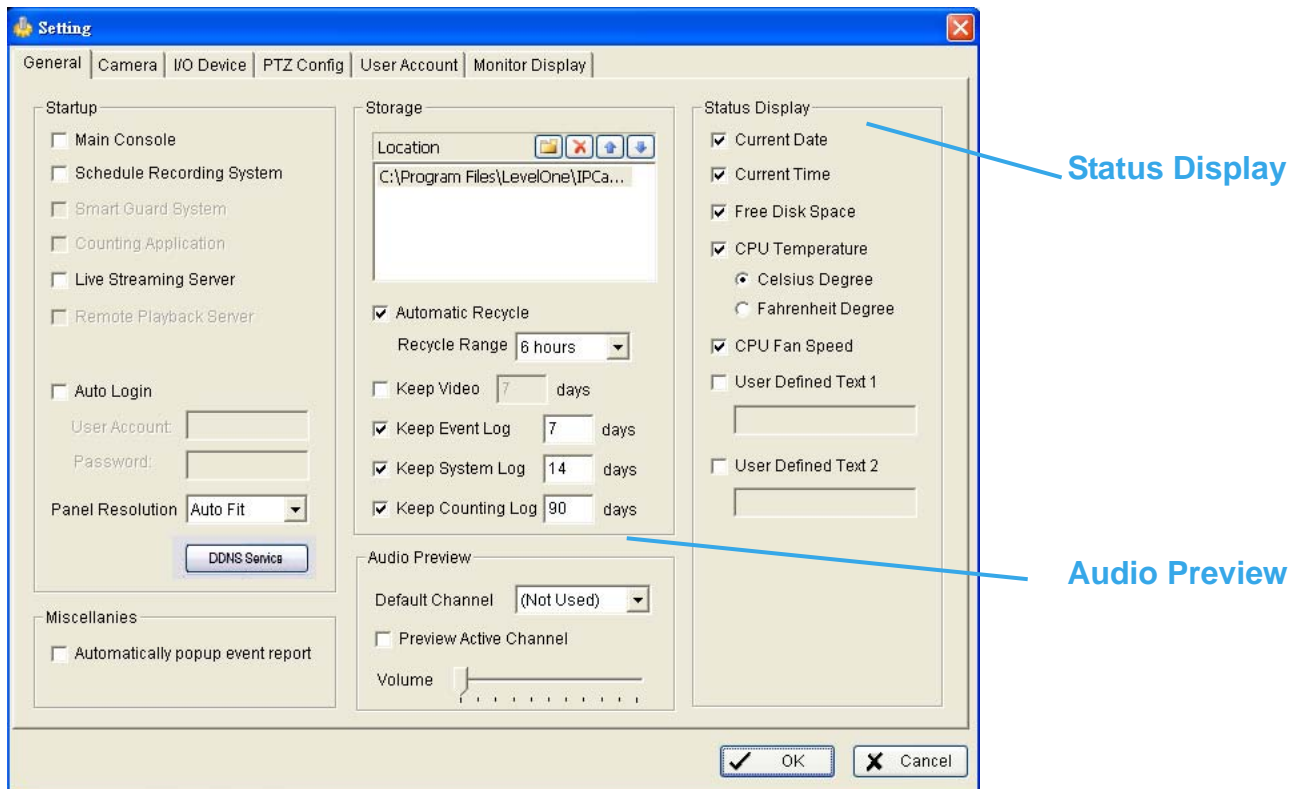 Setting
General Camera I/O Device PTZ Config User Account Monitor Display
Startup
Main Console
Schedule Recording System
Smart Guard System
Counting Application
Live Streaming Server
Remote Playback Server
Auto Login
User Account:
Password:
Panel Resolution Auto Fit
DDNS Service
Miscellanies
Automatically popup event report
Storage
Location
C:\Program Files\LevelOne\IPCa...
Automatic Recycle
Recycle Range 6 hours
Keep Video 7 days
Keep Event Log 7 days
Keep System Log 14 days
Keep Counting Log 90 days
Audio Preview
Default Channel (Not Used)
Preview Active Channel
Volume
Status Display
Current Date
Current Time
Free Disk Space
CPU Temperature
Celsius Degree
Fahrenheit Degree
CPU Fan Speed
User Defined Text 1
User Defined Text 2
OK Cancel
Status Display
Audio Preview